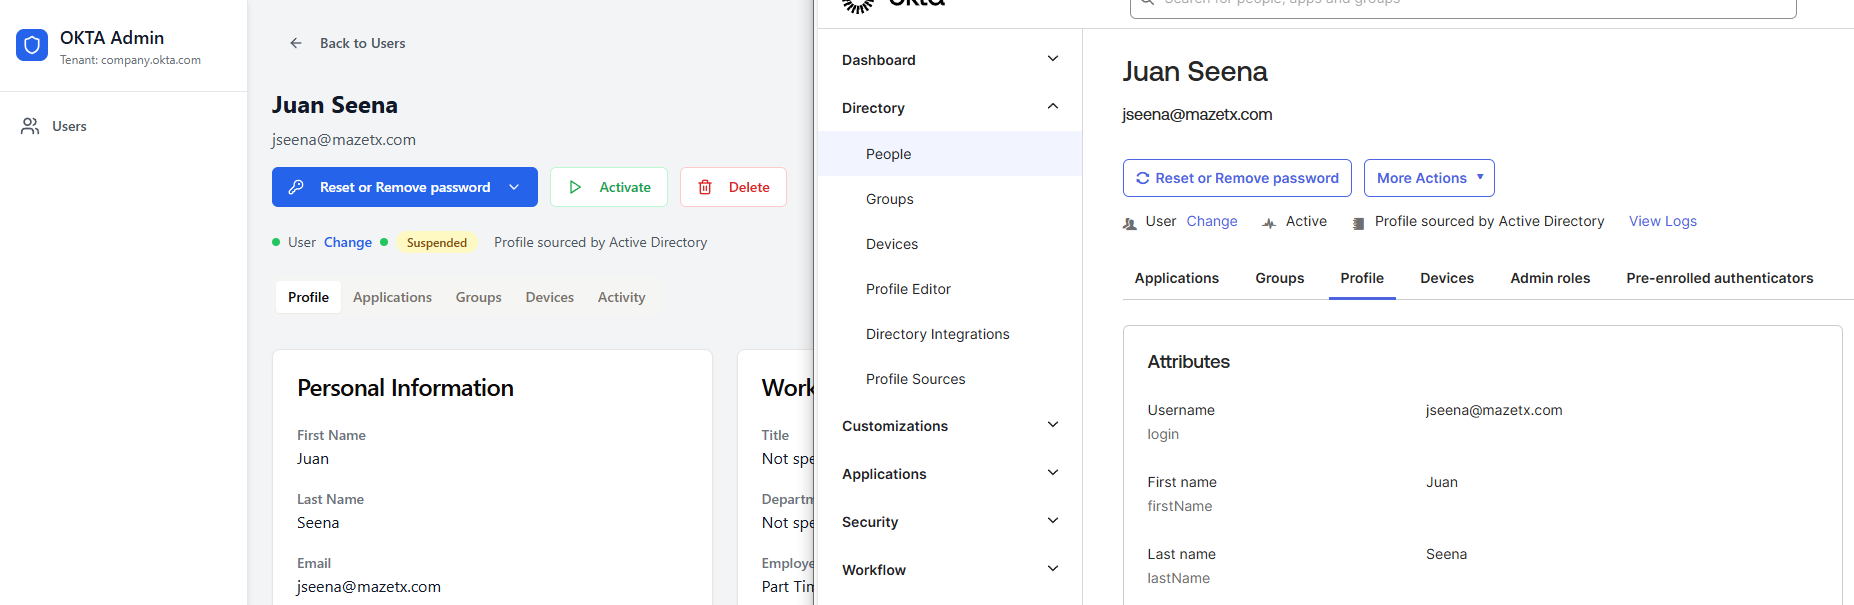 OKTA Admin
Tenant: company.okta.com
Users
Back to Users
Juan Seena
jseena@mazetx.com
Reset or Remove password
Activate
Delete
User Change Suspended Profile sourced by Active Directory
Profile Applications Groups Devices Activity
Personal Information
First Name
Juan
Last Name
Seena
Email
jseena@mazetx.com
Work
Title
Not spe
Departm
Not spe
Employe
Part Tim
okta
Search for people, apps and groups
Dashboard
Directory
People
Groups
Devices
Profile Editor
Directory Integrations
Profile Sources
Customizations
Applications
Security
Workflow
Juan Seena
jseena@mazetx.com
Reset or Remove password
More Actions
User Change Active Profile sourced by Active Directory View Logs
Applications Groups Profile Devices Admin roles Pre-enrolled authenticators
Attributes
Username jseena@mazetx.com
login
First name Juan
firstName
Last name Seena
lastName